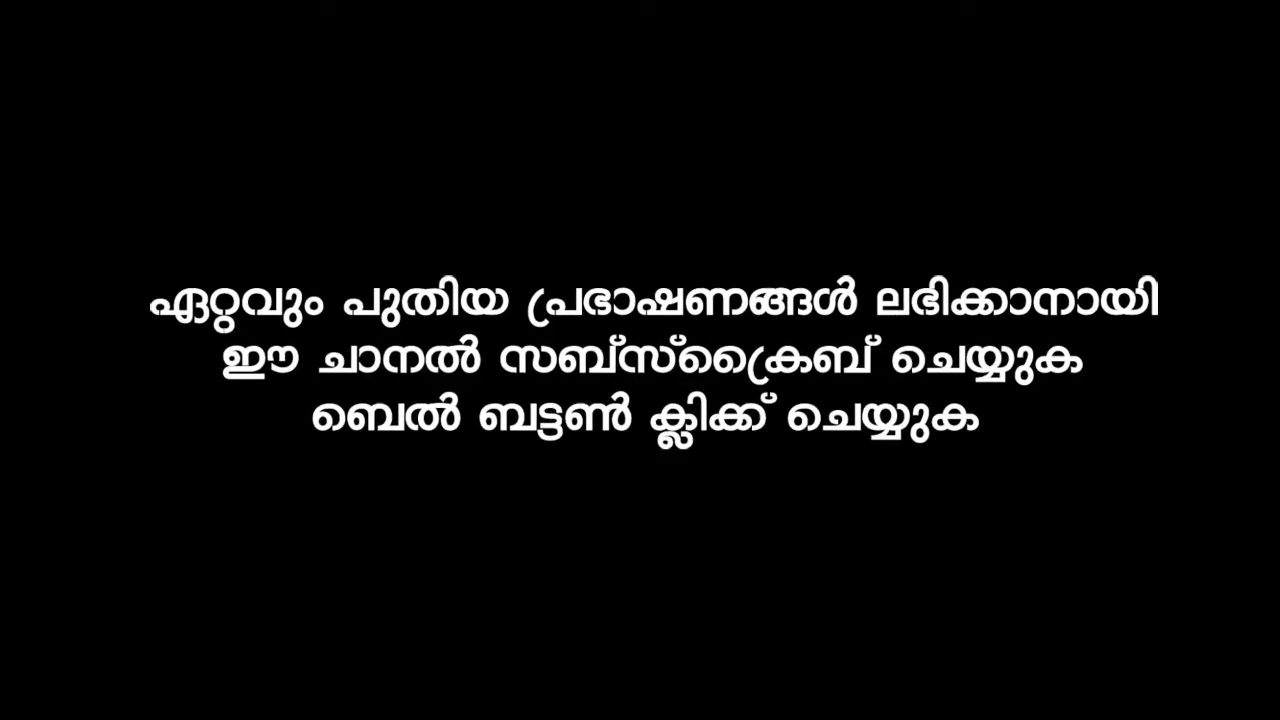 ഏറ്റവും പുതിയ പ്രഭാഷണങ്ങൾ ലഭിക്കാനായി
ഈ ചാനൽ സബ്സ്ക്രൈബ് ചെയ്യുക
ബെൽ ബട്ടൺ ക്ലിക്ക് ചെയ്യുക